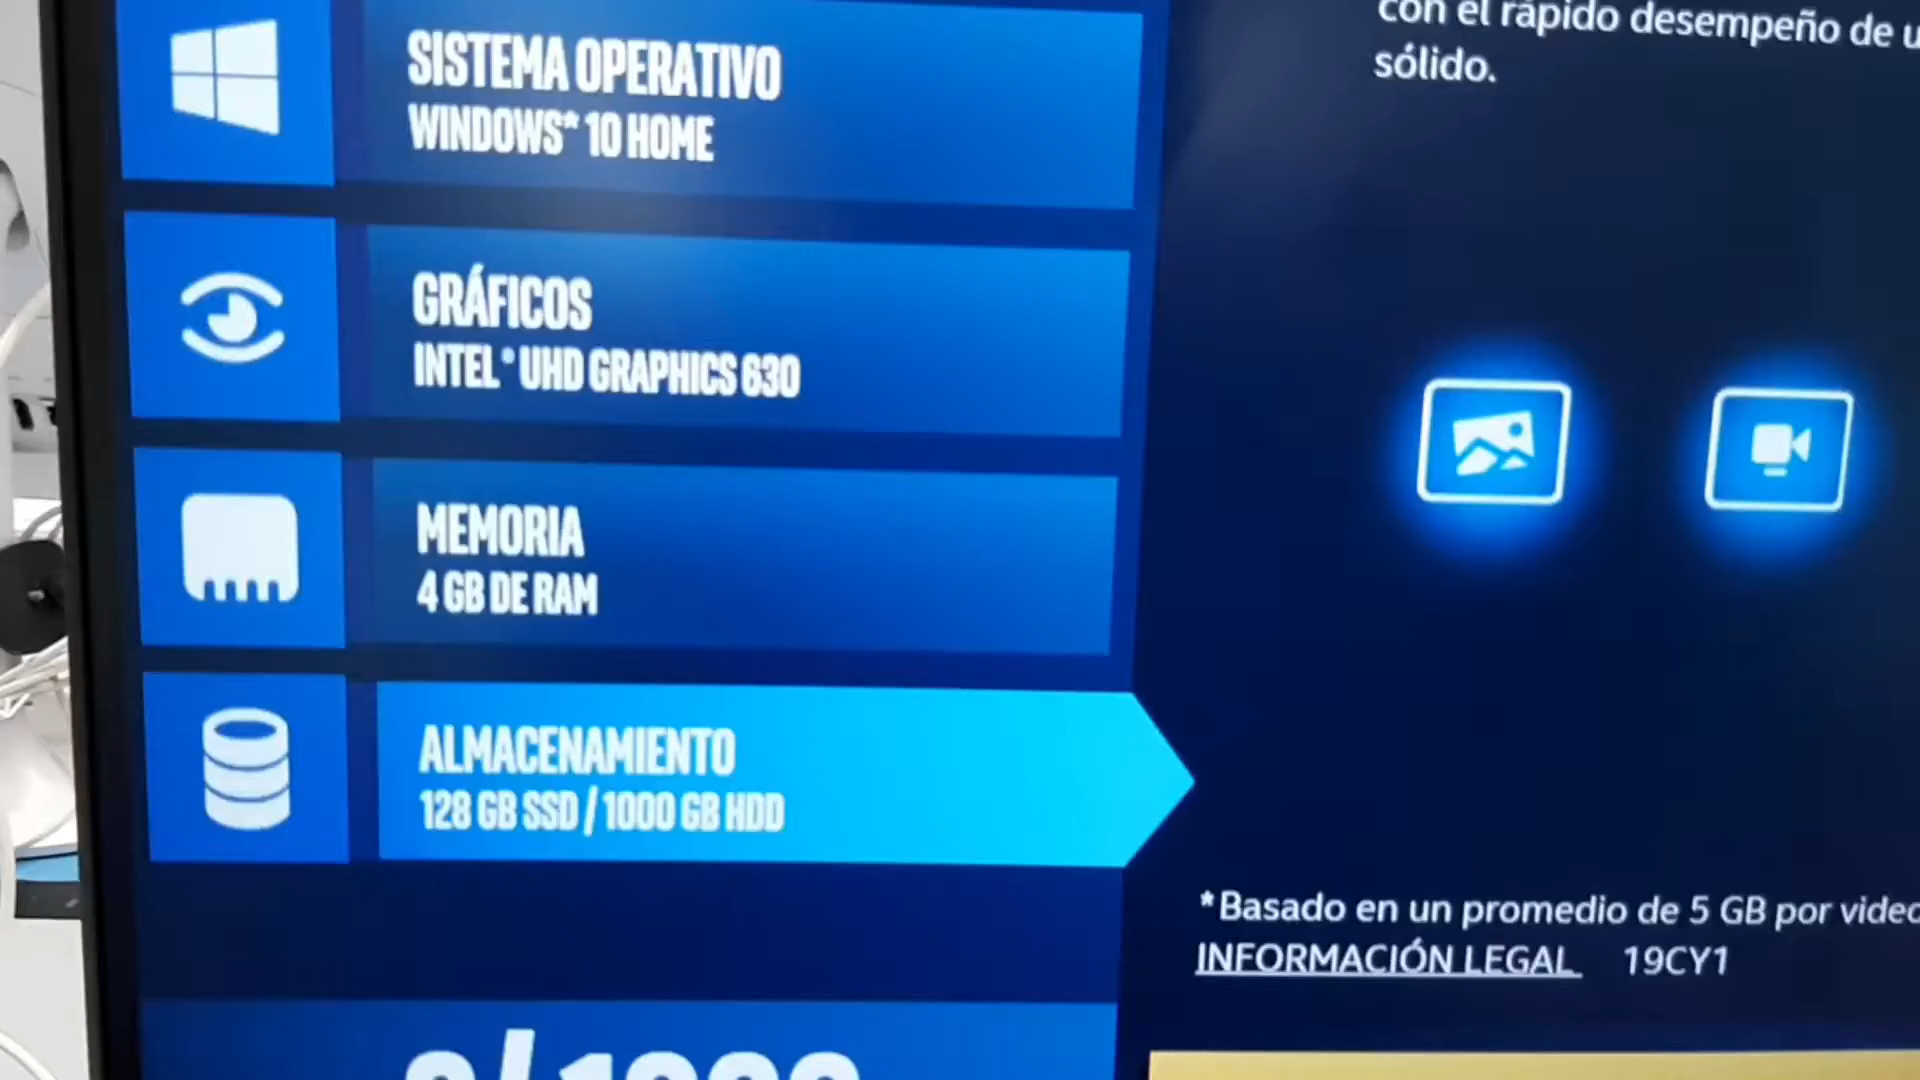 con el rápido desempeño de
sólido.
SISTEMA OPERATIVO
WINDOWS* 10 HOME
GRÁFICOS
INTEL® UHD GRAPHICS 630
MEMORIA
4 GB DE RAM
ALMACENAMIENTO
128 GB SSD / 1000 GB HDD
*Basado en un promedio de 5 GB por video
INFORMACIÓN LEGAL 19CY1